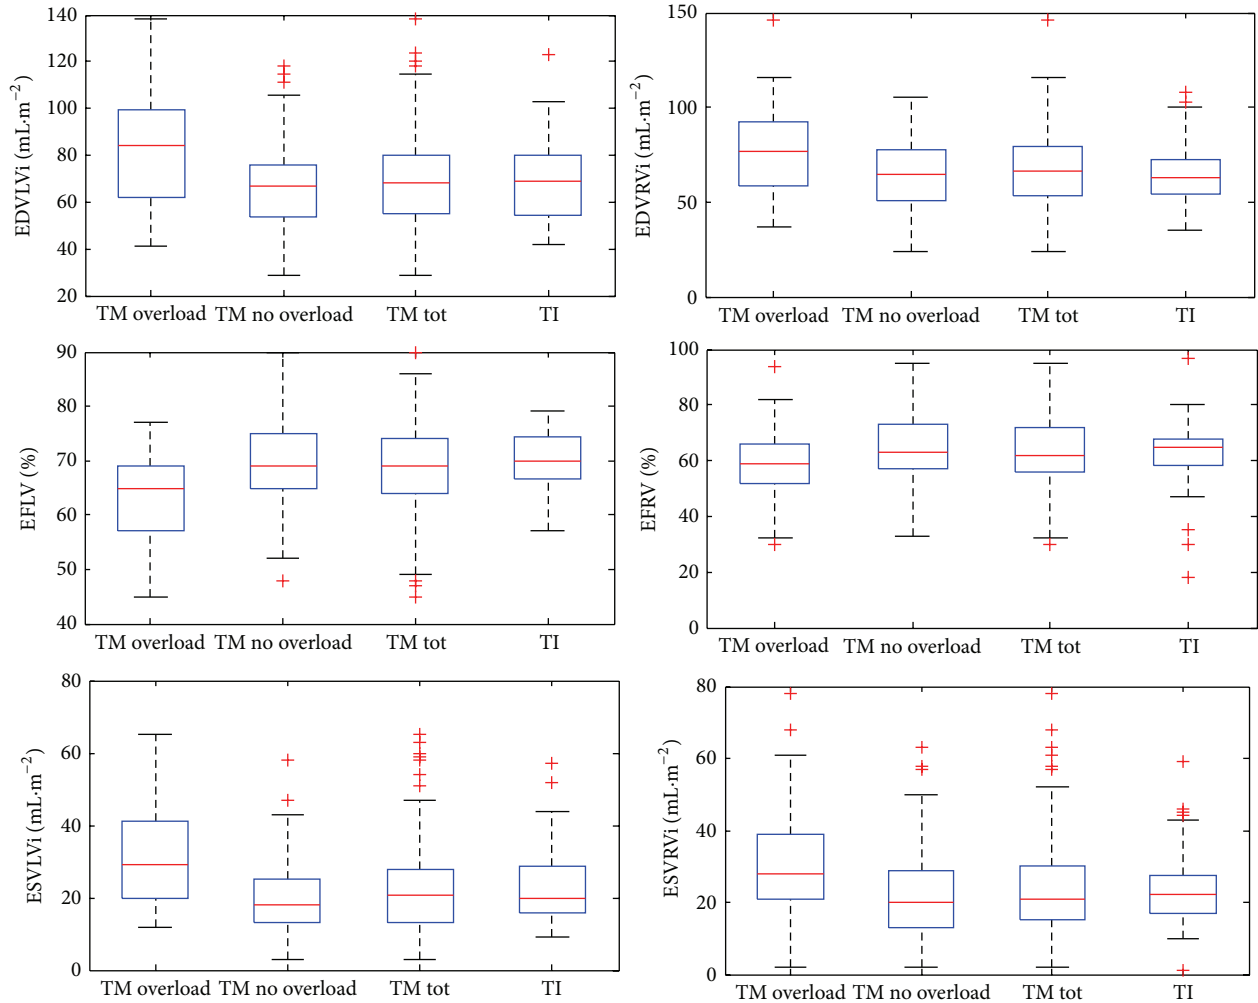 EDVLVi (mL·m−2)
140
120
100
80
60
40
20
TM overload TM no overload TM tot TI
EDVRVi (mL·m−2)
150
100
50
0
TM overload TM no overload TM tot TI
EFLV (%)
90
80
70
60
50
40
TM overload TM no overload TM tot TI
EFRV (%)
100
80
60
40
20
0
TM overload TM no overload TM tot TI
ESVLVi (mL·m−2)
80
60
40
20
0
TM overload TM no overload TM tot TI
ESVRVi (mL·m−2)
80
60
40
20
0
TM overload TM no overload TM tot TI